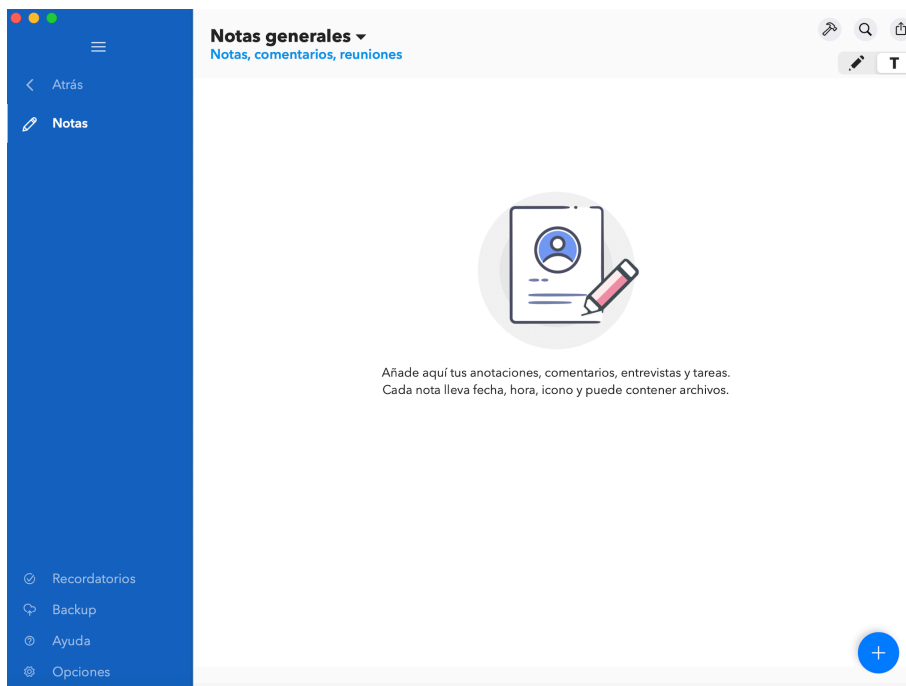 Notas generales
Notas, comentarios, reuniones
T
Atrás
Notas
Añade aquí tus anotaciones, comentarios, entrevistas y tareas.
Cada nota lleva fecha, hora, icono y puede contener archivos.
Recordatorios
Backup
Ayuda
Opciones